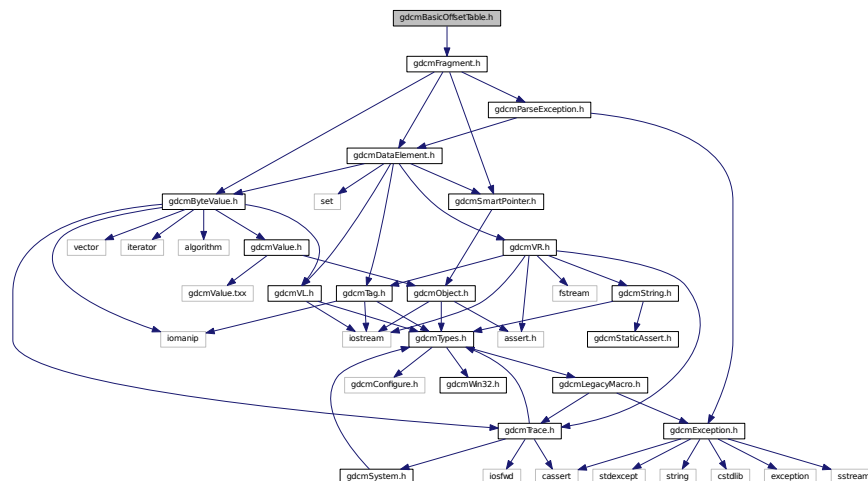 gdcmBasicOffsetTable.h
gdcmFragment.h
gdcmParseException.h
gdcmDataElement.h
gdcmByteValue.h
set
gdcmSmartPointer.h
vector
iterator
algorithm
gdcmValue.h
gdcmVR.h
gdcmValue.txx
gdcmVL.h
gdcmTag.h
gdcmObject.h
fstream
gdcmString.h
iomanip
iostream
gdcmTypes.h
assert.h
gdcmStaticAssert.h
gdcmConfigure.h
gdcmWin32.h
gdcmLegacyMacro.h
gdcmTrace.h
gdcmException.h
gdcmSystem.h
iosfwd
cassert
stdexcept
string
cstdlib
exception
sstream